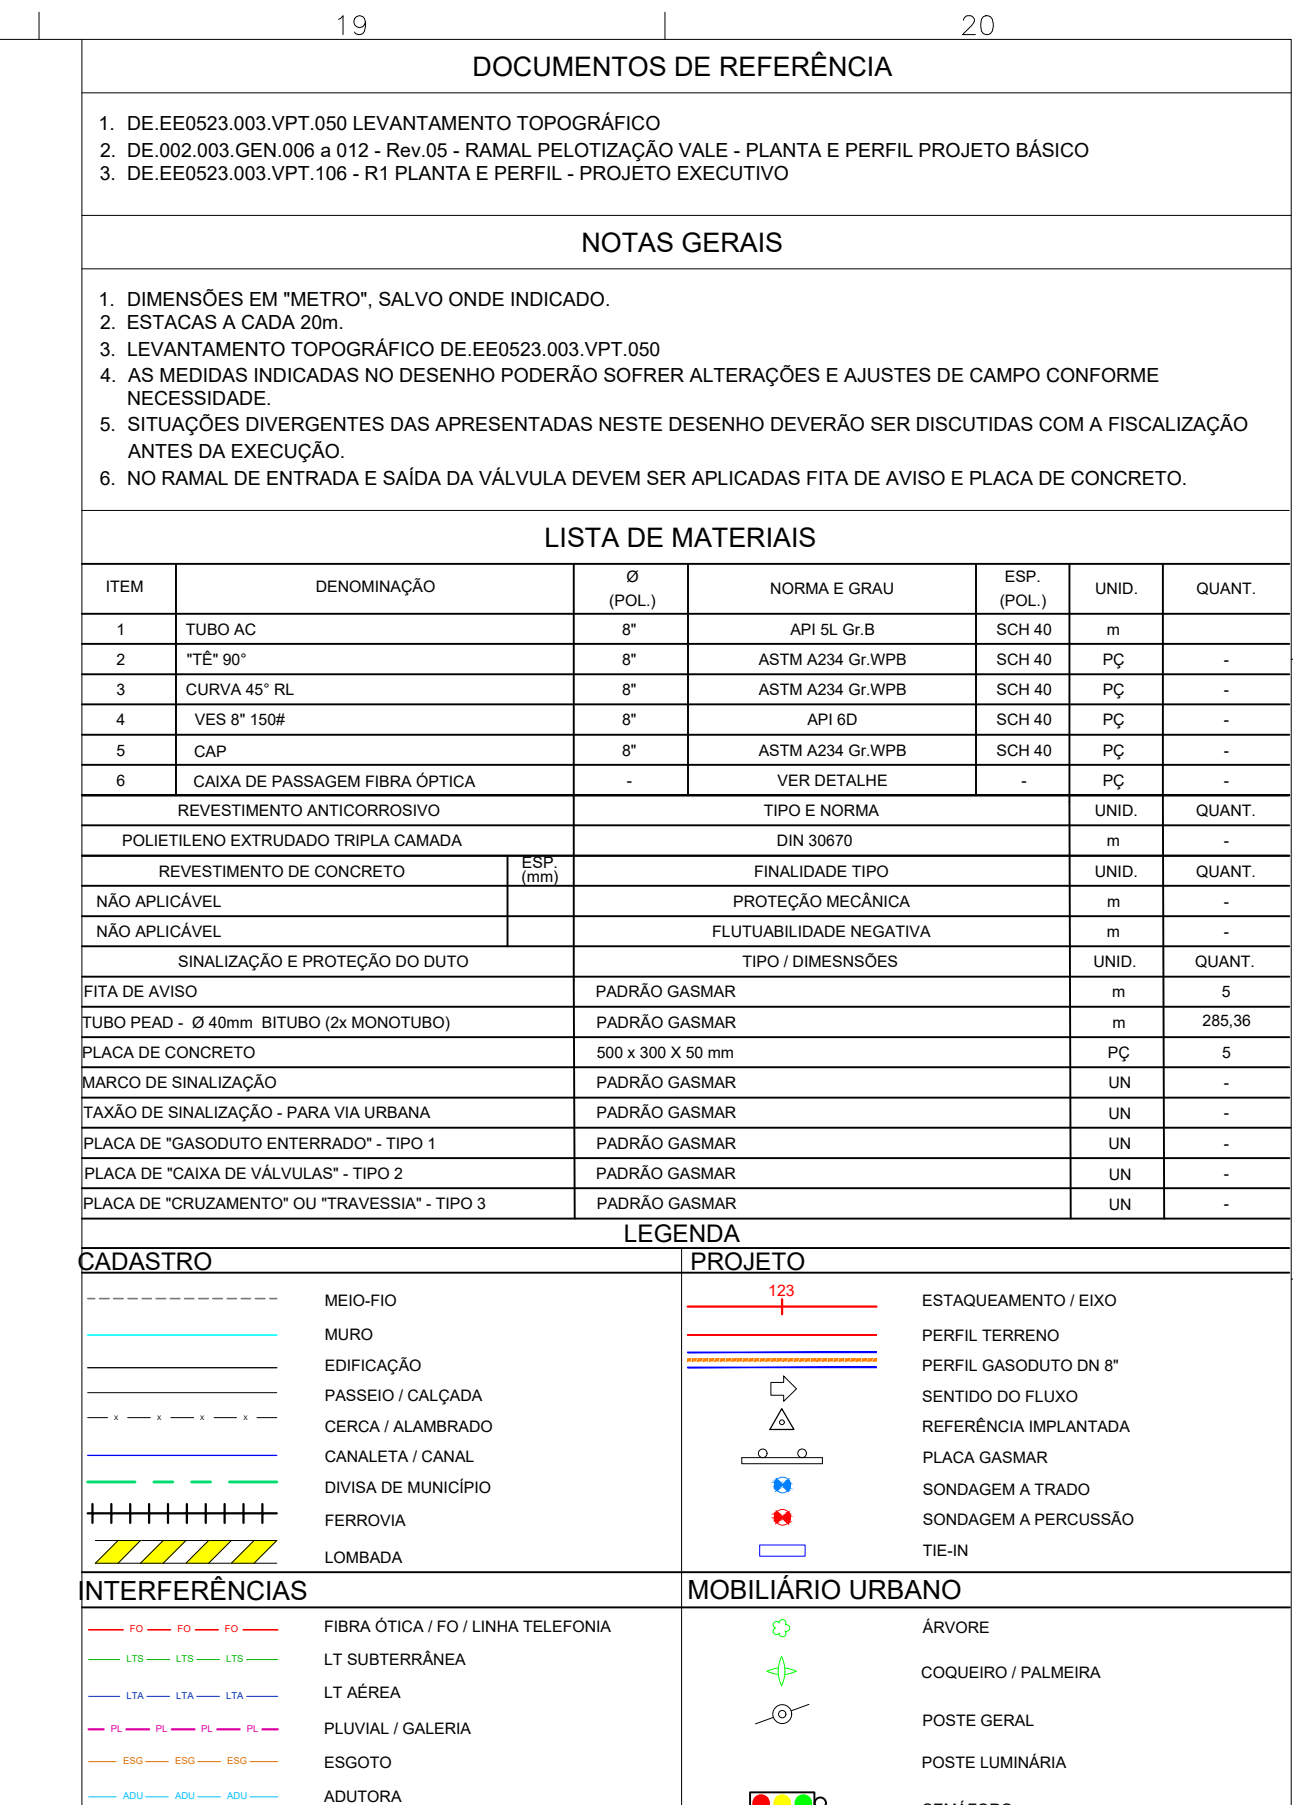 19 20
DOCUMENTOS DE REFERÊNCIA
1. DE.EE0523.003.VPT.050 LEVANTAMENTO TOPOGRÁFICO
2. DE.002.003.GEN.006 a 012 - Rev.05 - RAMAL PELOTIZAÇÃO VALE - PLANTA E PERFIL PROJETO BÁSICO
3. DE.EE0523.003.VPT.106 - R1 PLANTA E PERFIL - PROJETO EXECUTIVO
NOTAS GERAIS
1. DIMENSÕES EM "METRO", SALVO ONDE INDICADO.
2. ESTACAS A CADA 20m.
3. LEVANTAMENTO TOPOGRÁFICO DE.EE0523.003.VPT.050
4. AS MEDIDAS INDICADAS NO DESENHO PODERÃO SOFRER ALTERAÇÕES E AJUSTES DE CAMPO CONFORME
NECESSIDADE.
5. SITUAÇÕES DIVERGENTES DAS APRESENTADAS NESTE DESENHO DEVERÃO SER DISCUTIDAS COM A FISCALIZAÇÃO
ANTES DA EXECUÇÃO.
6. NO RAMAL DE ENTRADA E SAÍDA DA VÁLVULA DEVEM SER APLICADAS FITA DE AVISO E PLACA DE CONCRETO.
LISTA DE MATERIAIS
ITEM DENOMINAÇÃO Ø (POL.) NORMA E GRAU ESP. (POL.) UNID. QUANT.
1 TUBO AC 8" API 5L Gr.B SCH 40 m
2 "TÊ" 90° 8" ASTM A234 Gr.WPB SCH 40 PÇ -
3 CURVA 45° RL 8" ASTM A234 Gr.WPB SCH 40 PÇ -
4 VES 8" 150# 8" API 6D SCH 40 PÇ -
5 CAP 8" ASTM A234 Gr.WPB SCH 40 PÇ -
6 CAIXA DE PASSAGEM FIBRA ÓPTICA - VER DETALHE - PÇ -
REVESTIMENTO ANTICORROSIVO TIPO E NORMA UNID. QUANT.
POLIETILENO EXTRUDADO TRIPLA CAMADA DIN 30670 m -
REVESTIMENTO DE CONCRETO ESP. (mm) FINALIDADE TIPO UNID. QUANT.
NÃO APLICÁVEL PROTEÇÃO MECÂNICA m -
NÃO APLICÁVEL FLUTUABILIDADE NEGATIVA m -
SINALIZAÇÃO E PROTEÇÃO DO DUTO TIPO / DIMESNSÕES UNID. QUANT.
FITA DE AVISO PADRÃO GASMAR m 5
TUBO PEAD - Ø 40mm BITUBO (2x MONOTUBO) PADRÃO GASMAR m 285,36
PLACA DE CONCRETO 500 x 300 X 50 mm PÇ 5
MARCO DE SINALIZAÇÃO PADRÃO GASMAR UN -
TAXÃO DE SINALIZAÇÃO - PARA VIA URBANA PADRÃO GASMAR UN -
PLACA DE "GASODUTO ENTERRADO" - TIPO 1 PADRÃO GASMAR UN -
PLACA DE "CAIXA DE VÁLVULAS" - TIPO 2 PADRÃO GASMAR UN -
PLACA DE "CRUZAMENTO" OU "TRAVESSIA" - TIPO 3 PADRÃO GASMAR UN -
LEGENDA
CADASTRO
MEIO-FIO
MURO
EDIFICAÇÃO
PASSEIO / CALÇADA
x x x x CERCA / ALAMBRADO
CANALETA / CANAL
DIVISA DE MUNICÍPIO
FERROVIA
LOMBADA
PROJETO
123 ESTAQUEAMENTO / EIXO
PERFIL TERRENO
PERFIL GASODUTO DN 8"
SENTIDO DO FLUXO
REFERÊNCIA IMPLANTADA
PLACA GASMAR
SONDAGEM A TRADO
SONDAGEM A PERCUSSÃO
TIE-IN
INTERFERÊNCIAS
FO FO FO FIBRA ÓTICA / FO / LINHA TELEFONIA
LTS LTS LTS LT SUBTERRÂNEA
LTA LTA LTA LT AÉREA
PL PL PL PL PLUVIAL / GALERIA
ESG ESG ESG ESGOTO
ADU ADU ADU ADUTORA
MOBILIÁRIO URBANO
ÁRVORE
COQUEIRO / PALMEIRA
POSTE GERAL
POSTE LUMINÁRIA